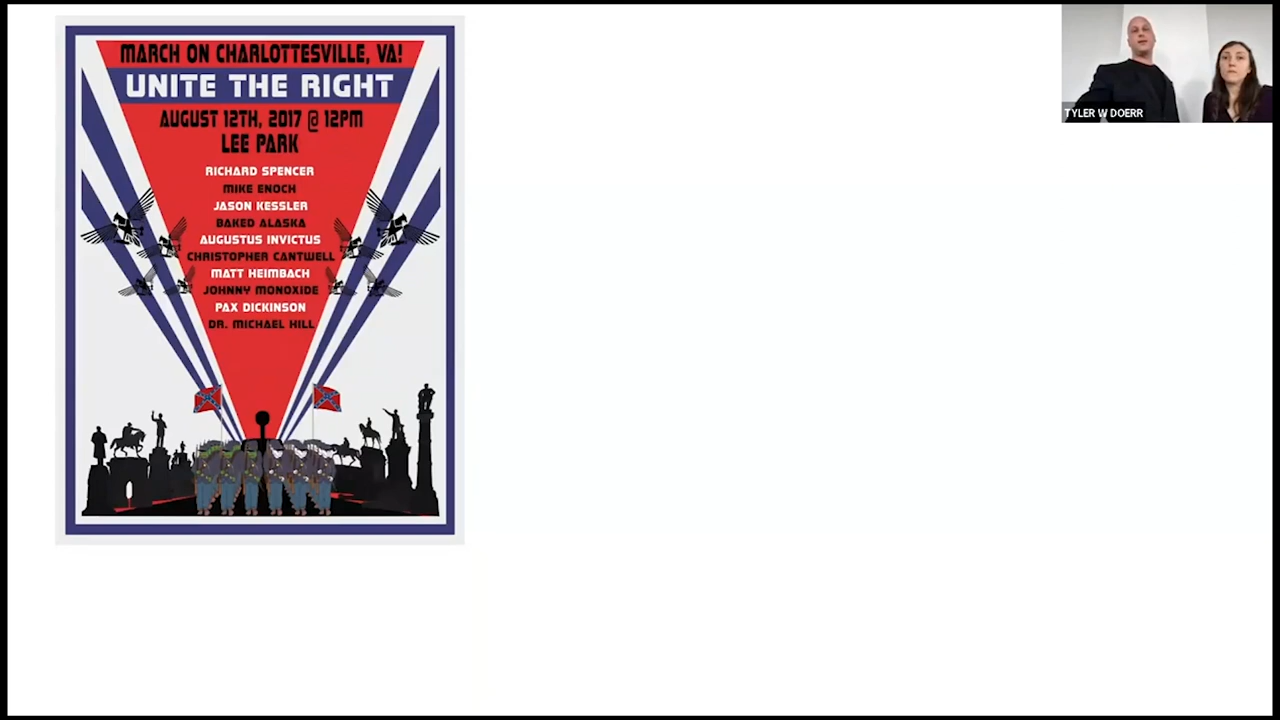 MARCH ON CHARLOTTESVILLE, VA!
UNITE THE RIGHT
AUGUST 12TH, 2017 @ 12PM
LEE PARK
RICHARD SPENCER
MIKE ENOCH
JASON KESSLER
BAKED ALASKA
AUGUSTUS INVICTUS
CHRISTOPHER CANTWELL
MATT HEIMBACH
JOHNNY MONOXIDE
PAX DICKINSON
DR. MICHAEL HILL
TYLER W DOERR